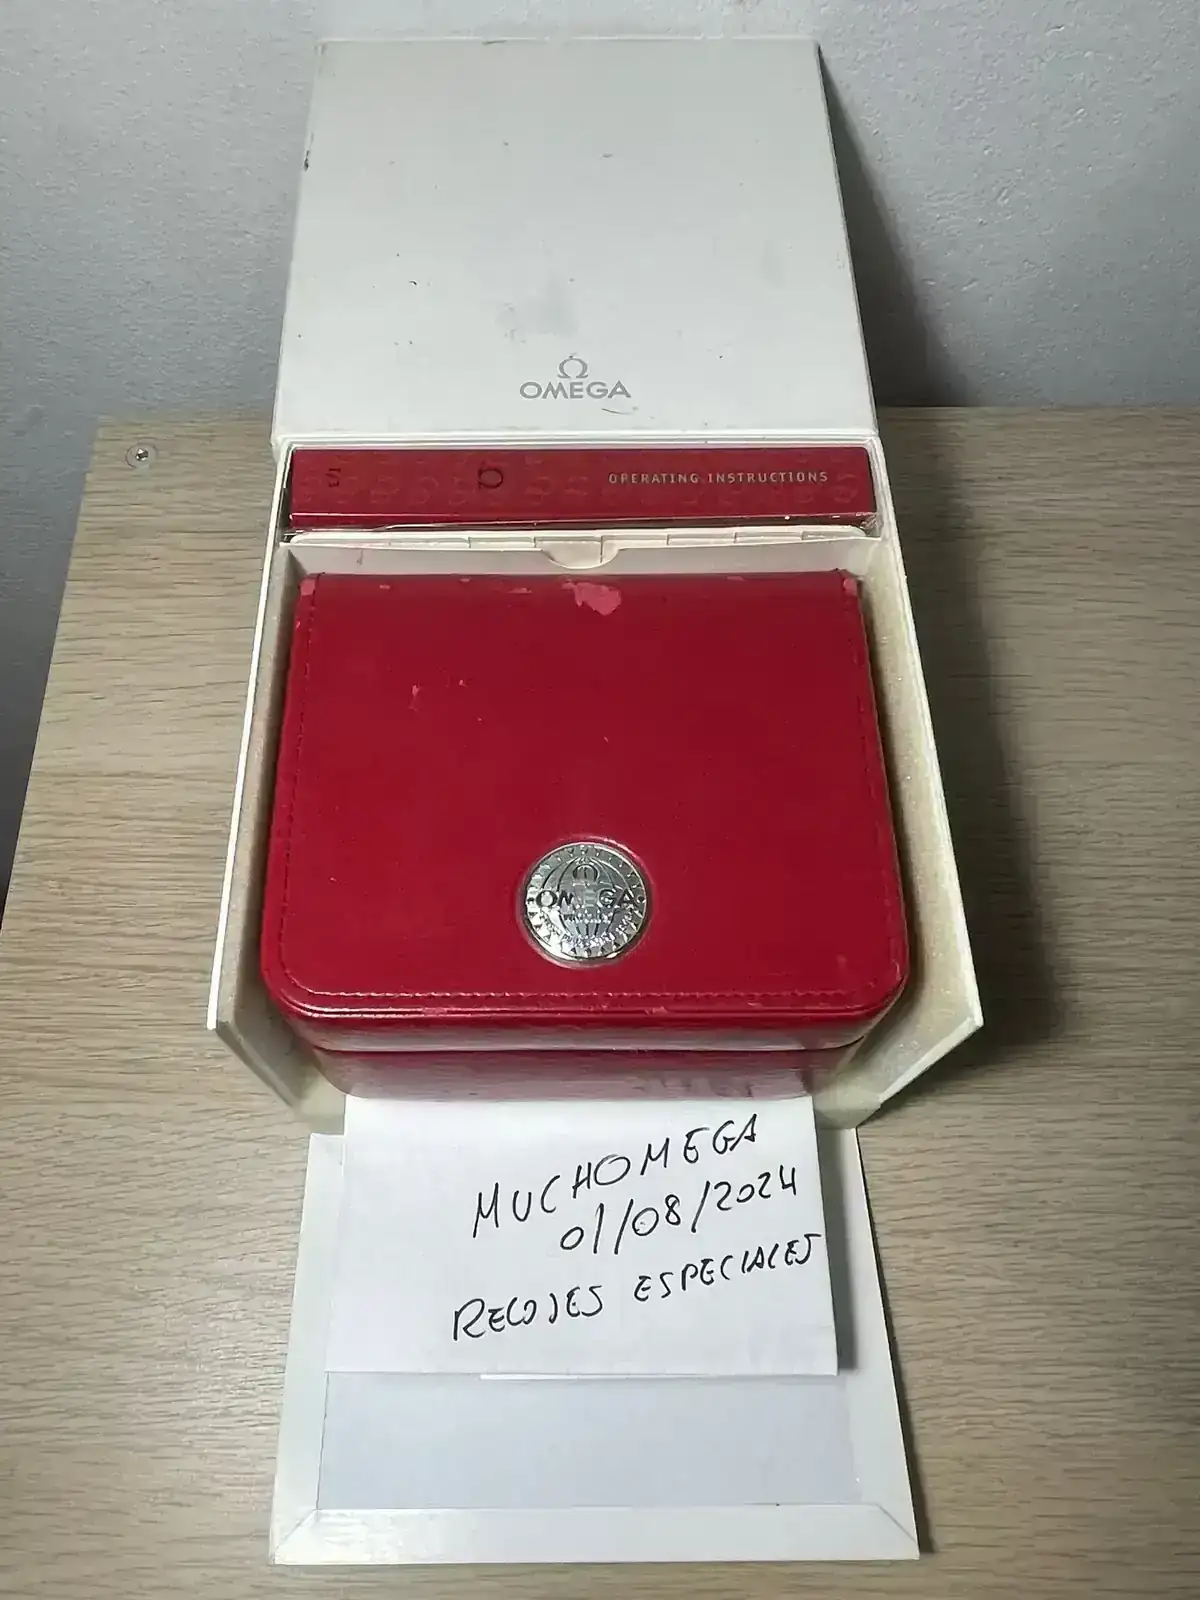 Ω
OMEGA
s b OPERATING INSTRUCTIONS
Ω
OMEGA
MUCHOMEGA
01/08/2024
RELOJES ESPECIALES